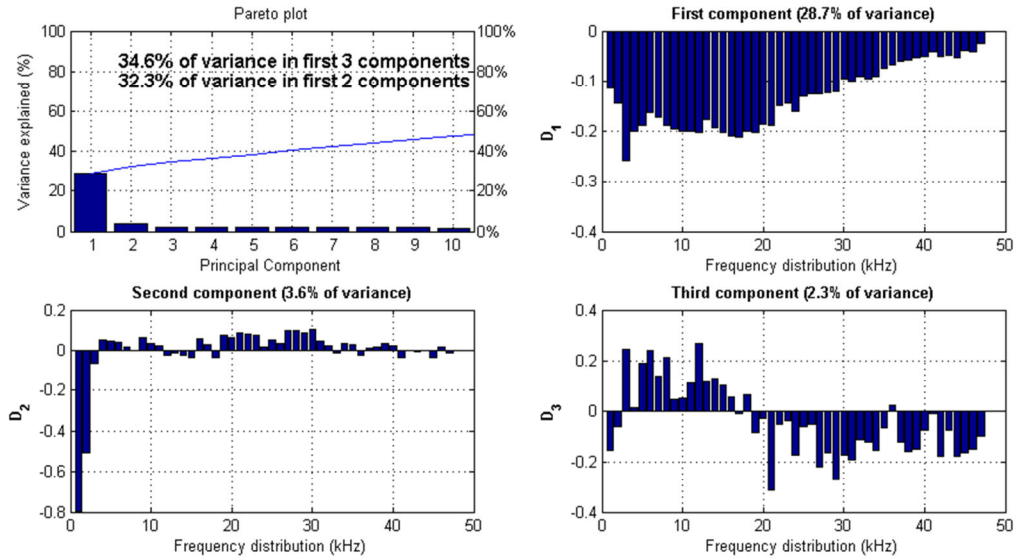 Pareto plot
34.6% of variance in first 3 components
32.3% of variance in first 2 components
Variance explained (%)
100
80
60
40
20
0
100%
80%
60%
40%
20%
0%
1 2 3 4 5 6 7 8 9 10
Principal Component
First component (28.7% of variance)
D1
0
-0.1
-0.2
-0.3
-0.4
0 10 20 30 40 50
Frequency distribution (kHz)
Second component (3.6% of variance)
D2
0.2
0
-0.2
-0.4
-0.6
-0.8
0 10 20 30 40 50
Frequency distribution (kHz)
Third component (2.3% of variance)
D3
0.4
0.2
0
-0.2
-0.4
0 10 20 30 40 50
Frequency distribution (kHz)